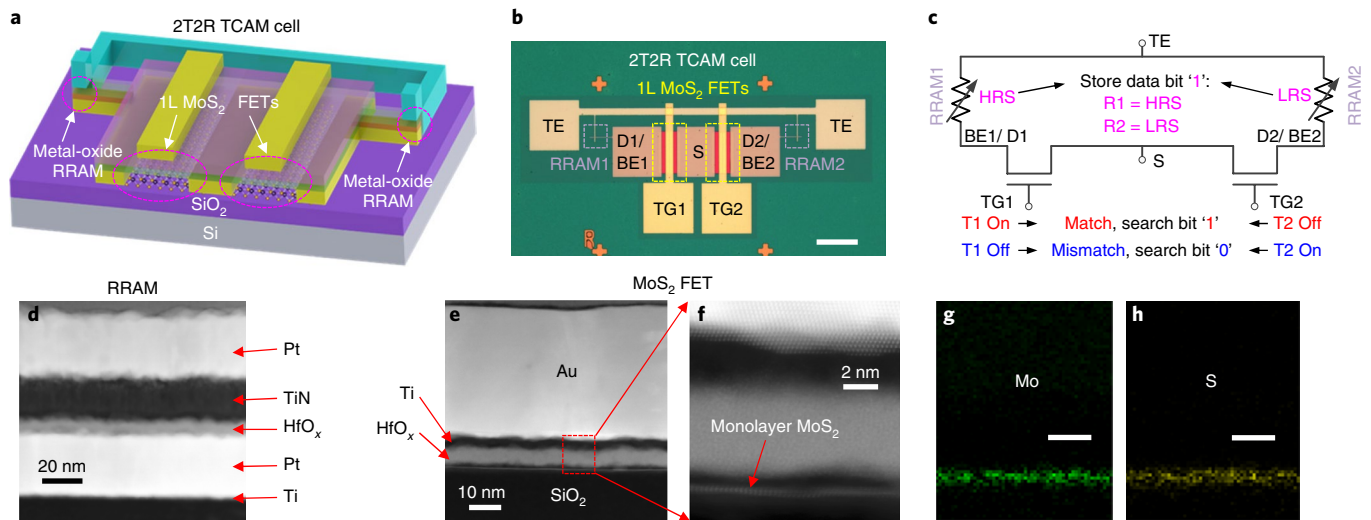 a
2T2R TCAM cell
1L MoS₂
FETs
Metal-oxide
RRAM
Metal-oxide
RRAM
SiO₂
Si
b
2T2R TCAM cell
1L MoS₂ FETs
TE
TE
D1/
BE1
S
D2/
BE2
RRAM1
RRAM2
TG1
TG2
R
c
TE
RRAM1
RRAM2
HRS
Store data bit ‘1’:
LRS
R1 = HRS
R2 = LRS
BE1/ D1
D2/ BE2
S
TG1
TG2
T1 On
Match, search bit ‘1’
T2 Off
T1 Off
Mismatch, search bit ‘0’
T2 On
RRAM
d
Pt
TiN
HfOₓ
Pt
Ti
20 nm
MoS₂ FET
e
Au
Ti
HfOₓ
SiO₂
10 nm
f
2 nm
Monolayer MoS₂
g
Mo
h
S